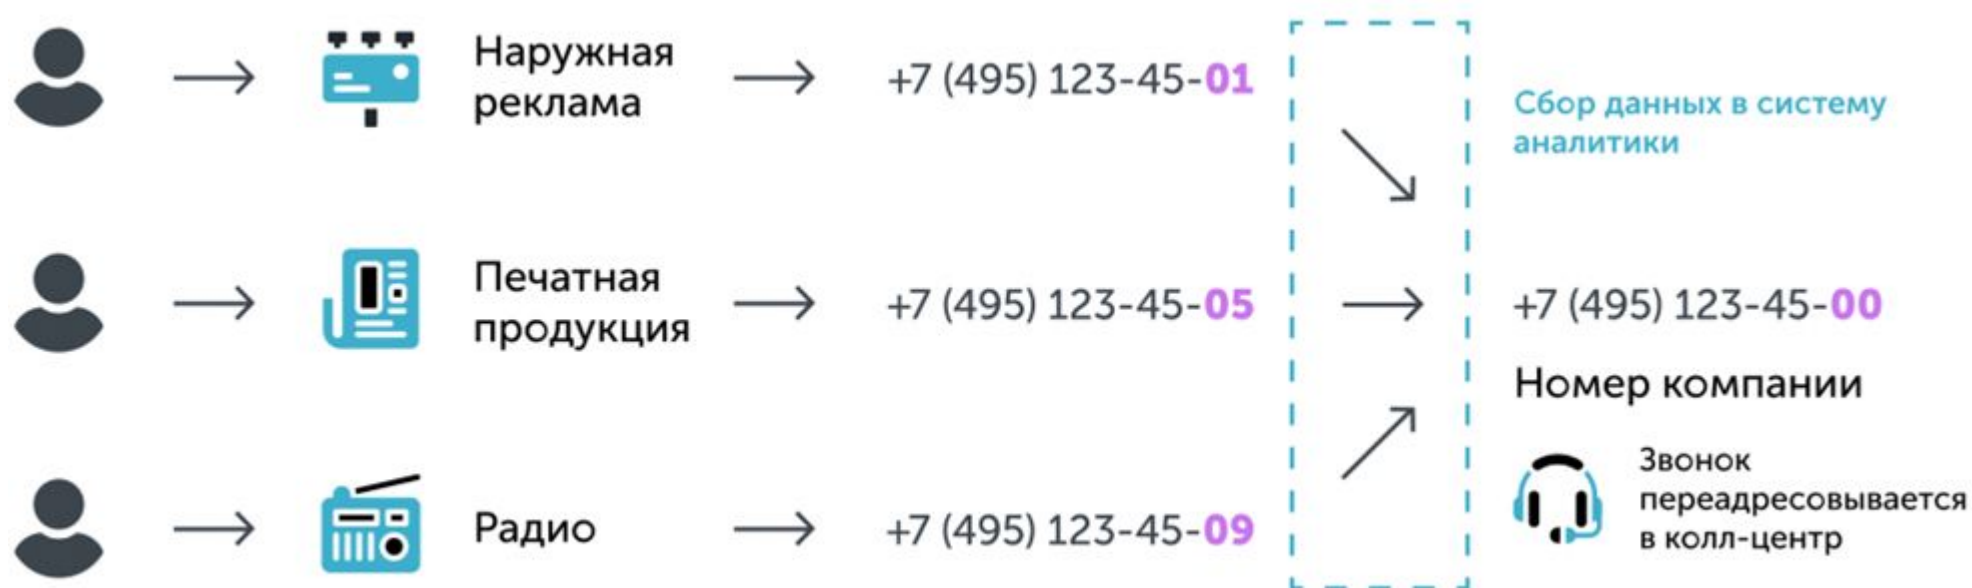 Наружная
реклама
+7 (495) 123-45-01
Сбор данных в систему
аналитики
Печатная
продукция
+7 (495) 123-45-05
+7 (495) 123-45-00
Номер компании
Радио
+7 (495) 123-45-09
Звонок
переадресовывается
в колл-центр